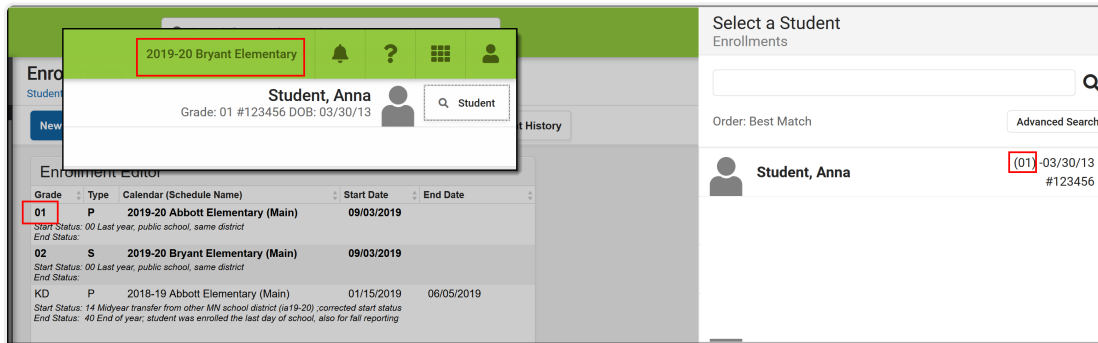 2019-20 Bryant Elementary
?
Student, Anna
Grade: 01 #123456 DOB: 03/30/13
Student
Enro
Student
New
t History
Enrollment Editor
Grade Type Calendar (Schedule Name) Start Date End Date
01 P 2019-20 Abbott Elementary (Main) 09/03/2019
Start Status: 00 Last year, public school, same district
End Status:
02 S 2019-20 Bryant Elementary (Main) 09/03/2019
Start Status: 00 Last year, public school, same district
End Status:
KD P 2018-19 Abbott Elementary (Main) 01/15/2019 06/05/2019
Start Status: 14 Midyear transfer from other MN school district (ia19-20) ;corrected start status
End Status: 40 End of year; student was enrolled the last day of school, also for fall reporting
Select a Student
Enrollments
Order: Best Match
Advanced Search
Student, Anna
(01) -03/30/13
#123456